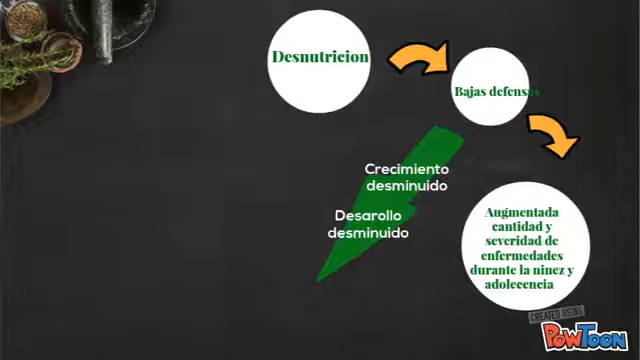 Desnutricion
Bajas defensas
Crecimiento
desminuido
Desarollo
desminuido
Augmentada
cantidad y
severidad de
enfermedades
durante la ninez y
adolecencia
CREATED USING
POWTOON